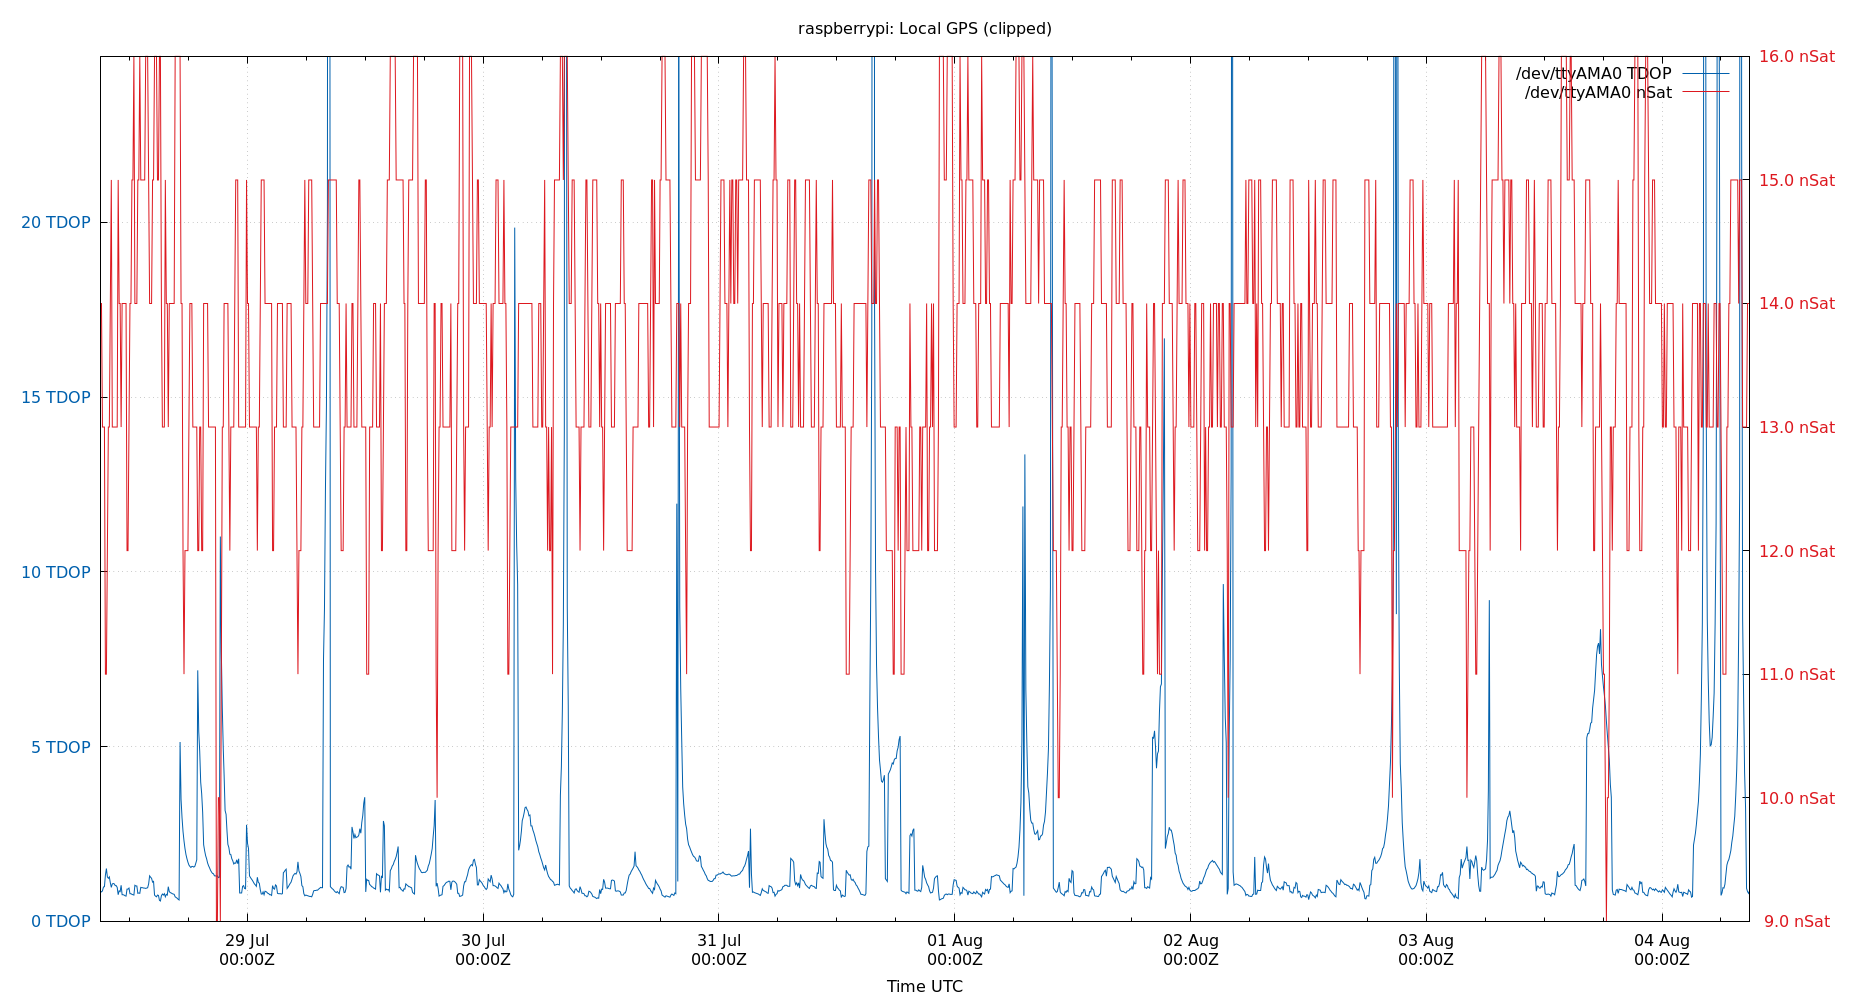 raspberrypi: Local GPS (clipped)
/dev/ttyAMA0 TDOP
/dev/ttyAMA0 nSat
20 TDOP
15 TDOP
10 TDOP
5 TDOP
0 TDOP
16.0 nSat
15.0 nSat
14.0 nSat
13.0 nSat
12.0 nSat
11.0 nSat
10.0 nSat
9.0 nSat
29 Jul
00:00Z
30 Jul
00:00Z
31 Jul
00:00Z
01 Aug
00:00Z
02 Aug
00:00Z
03 Aug
00:00Z
04 Aug
00:00Z
Time UTC